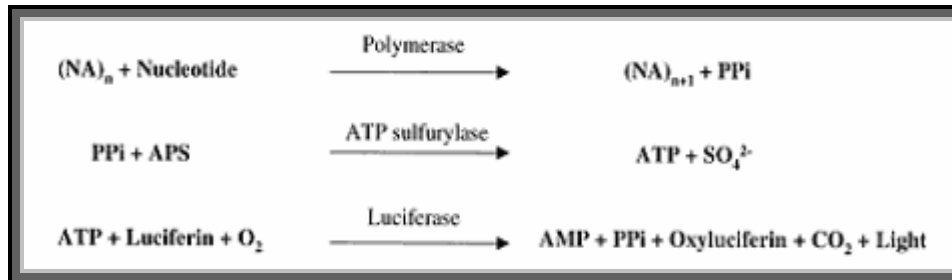 Polymerase
(NA)ₙ + Nucleotide (NA)ₙ₊₁ + PPi
ATP sulfurylase
PPi + APS ATP + SO₄²⁻
Luciferase
ATP + Luciferin + O₂ AMP + PPi + Oxyluciferin + CO₂ + Light